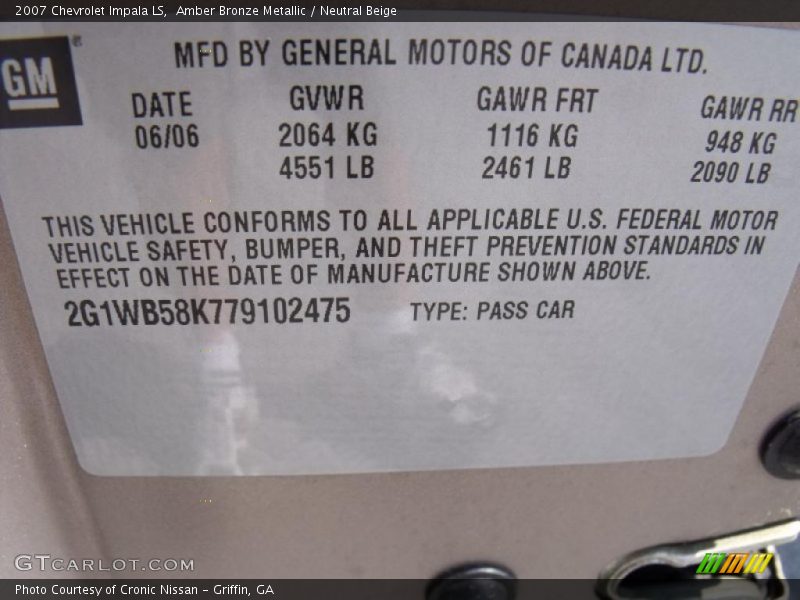 2007 Chevrolet Impala LS,  Amber Bronze Metallic / Neutral Beige
GM®
MFD BY GENERAL MOTORS OF CANADA LTD.
DATE GVWR GAWR FRT GAWR RR
06/06 2064 KG 1116 KG 948 KG
4551 LB 2461 LB 2090 LB
THIS VEHICLE CONFORMS TO ALL APPLICABLE U.S. FEDERAL MOTOR
VEHICLE SAFETY, BUMPER, AND THEFT PREVENTION STANDARDS IN
EFFECT ON THE DATE OF MANUFACTURE SHOWN ABOVE.
2G1WB58K779102475 TYPE: PASS CAR
GTCARLOT.COM
Photo Courtesy of Cronic Nissan - Griffin, GA